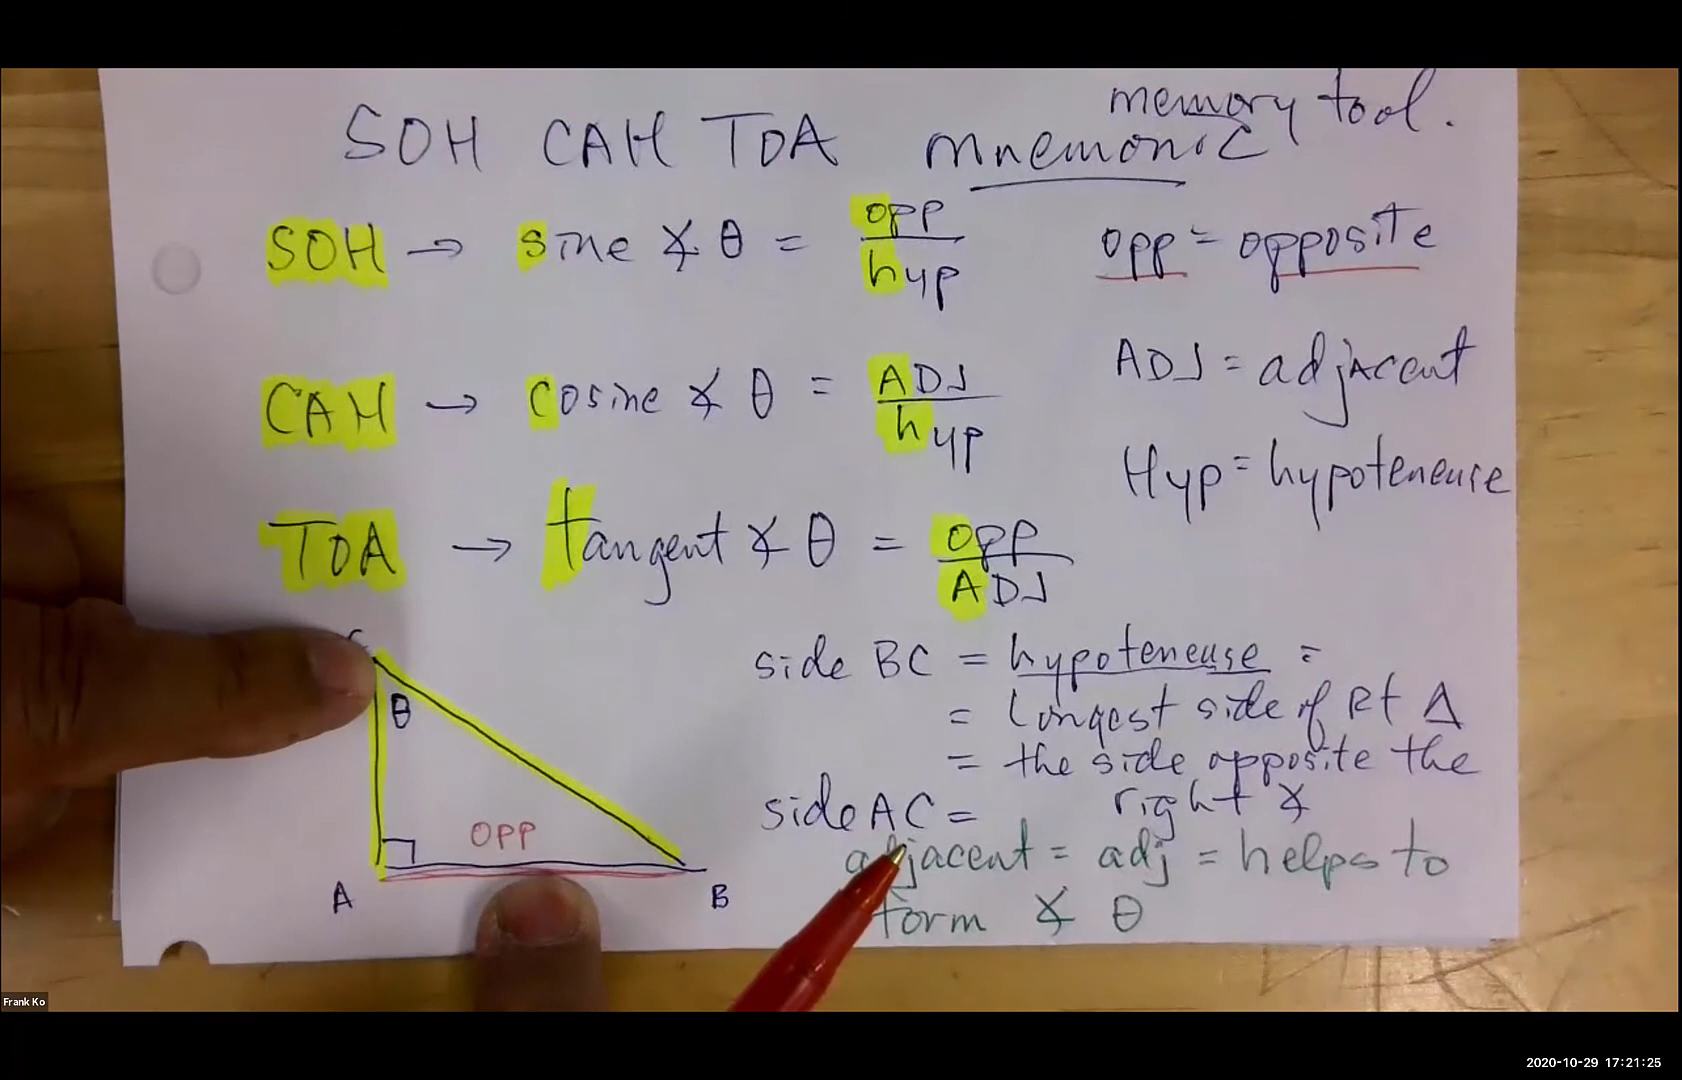 memory tool.
SOH CAH TOA mnemonic
SOH → sine ∡ θ = opp/hyp
opp = opposite
CAH → cosine ∡ θ = ADJ/hyp
ADJ = adjacent
Hyp = hypoteneuse
TOA → tangent ∡ θ = opp/ADJ
C
θ
OPP
A
B
side BC = hypoteneuse =
= longest side of Rt Δ
= the side opposite the
right ∡
side AC =
adjacent = adj = helps to
form ∡ θ
Frank Ko
2020-10-29 17:21:25